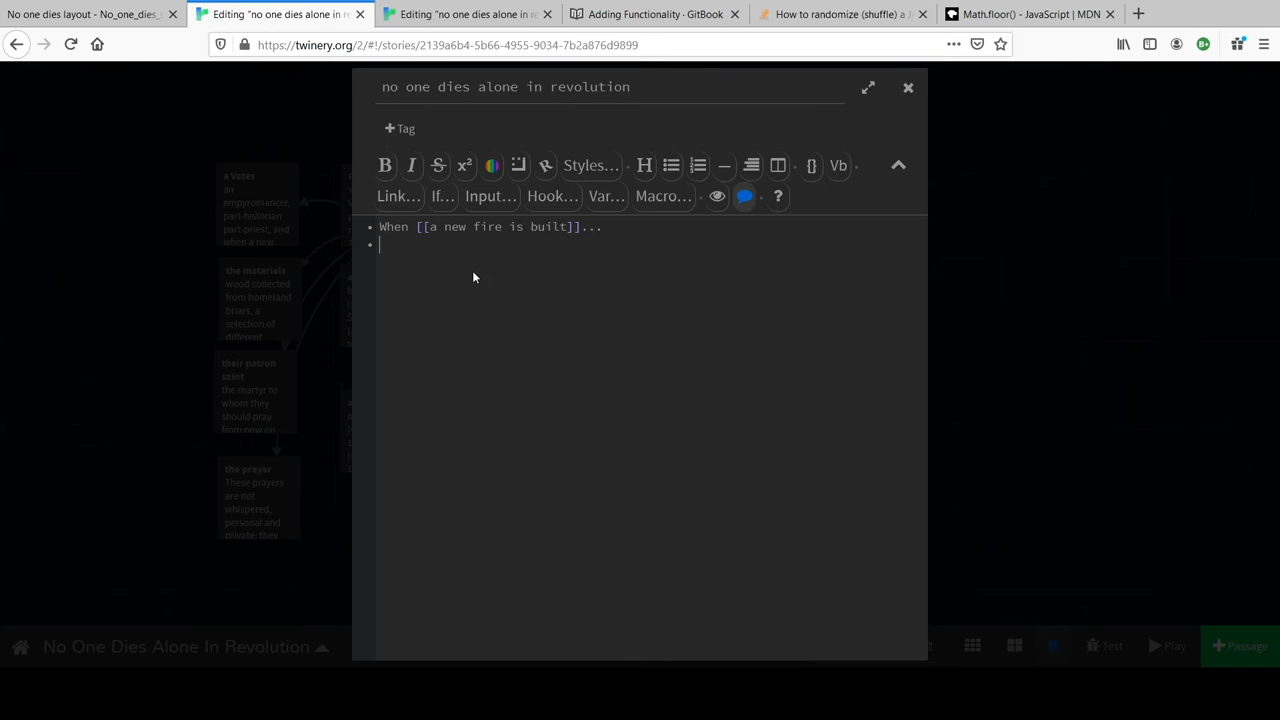 No one dies layout - No_one_dies_
Editing "no one dies alone in re
Editing "no one dies alone in re
Adding Functionality · GitBook
How to randomize (shuffle) a J
Math.floor() - JavaScript | MDN
https://twinery.org/2/#!/stories/2139a6b4-5b66-4955-9034-7b2a876d9899
no one dies alone in revolution
+Tag
B I S x² Styles... H {} Vb
Link... If... Input... Hook... Var... Macro... ?
When [[a new fire is built]]...
a Vates
an
empyromancer,
part-historian
part-priest, and
when a new
the materials
wood collected
from homeland
briars, a
selection of
different
their patron
saint
the martyr to
whom they
should pray
from now on
the prayer
These prayers
are not
whispered,
personal and
private: they
No One Dies Alone In Revolution
Test
Play
+Passage